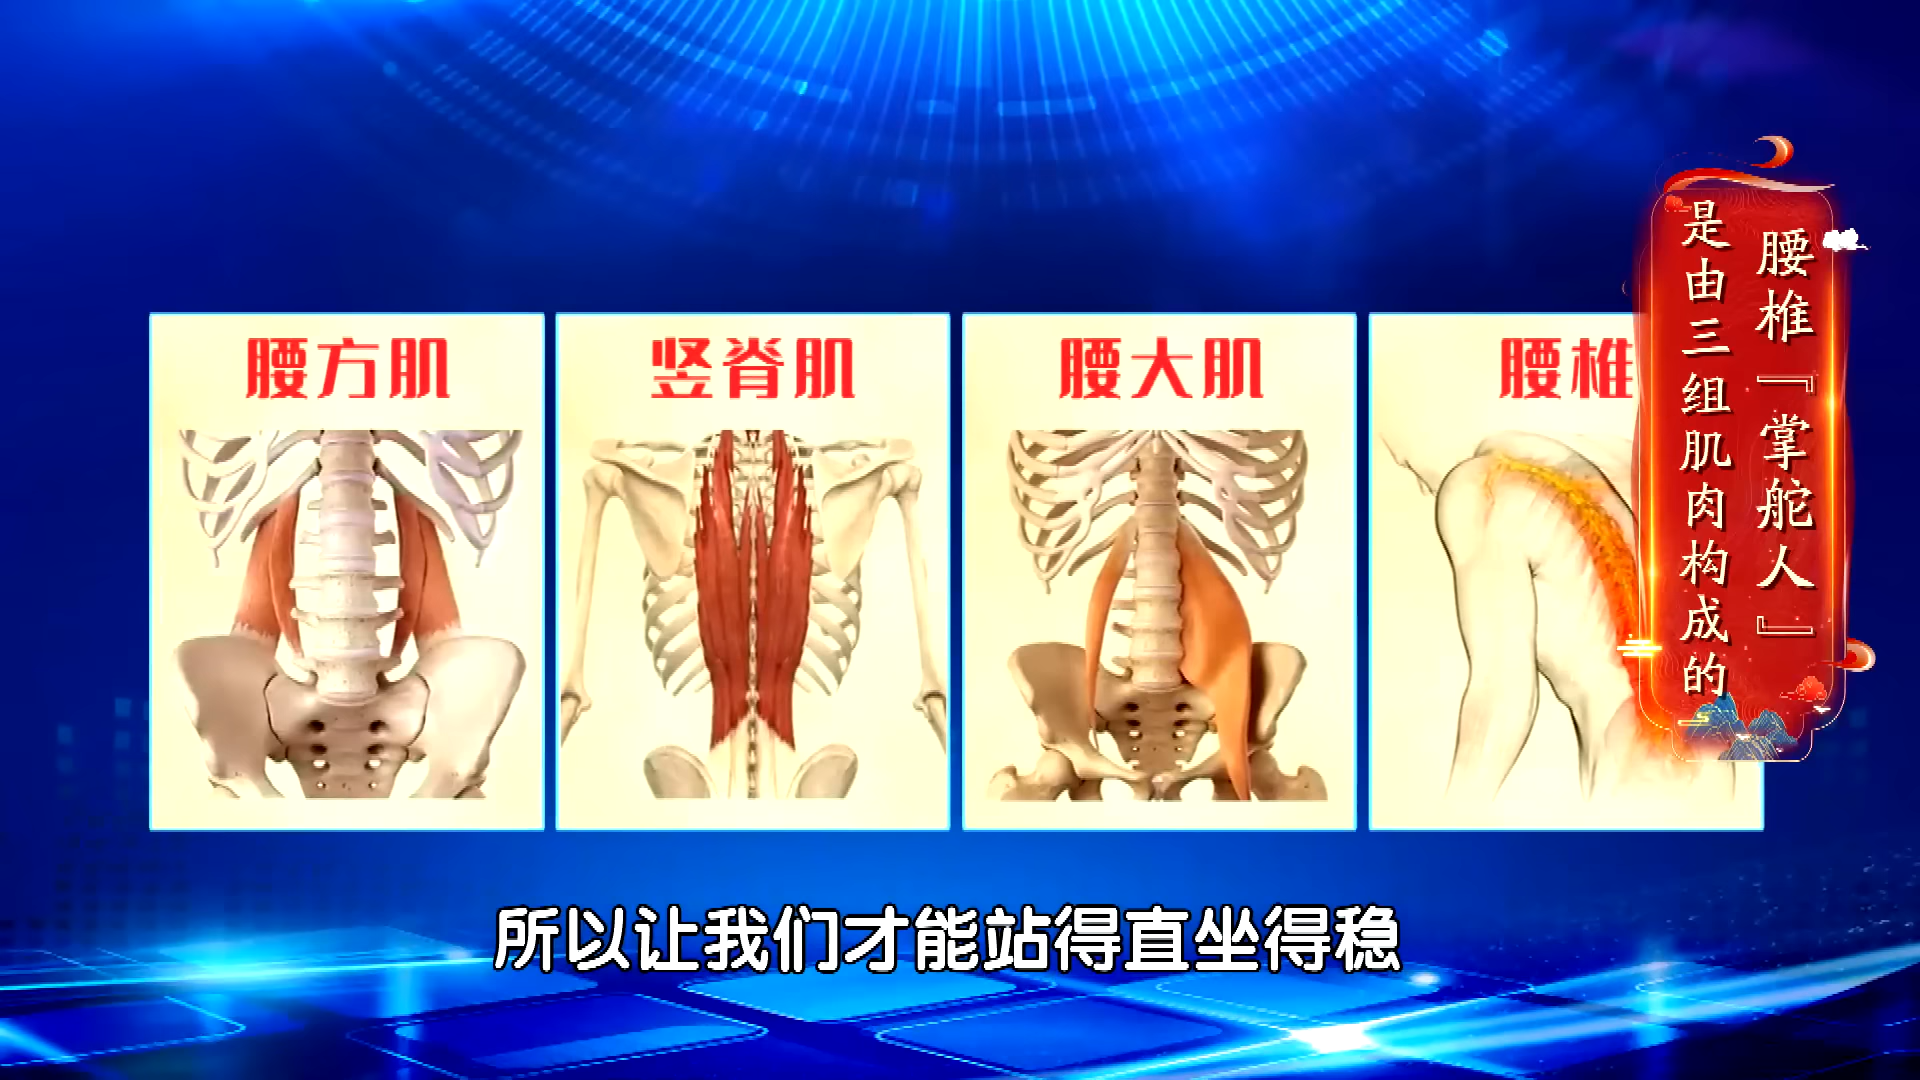 腰方肌
竖脊肌
腰大肌
腰椎
腰椎『掌舵人』
是由三组肌肉构成的
所以让我们才能站得直坐得稳